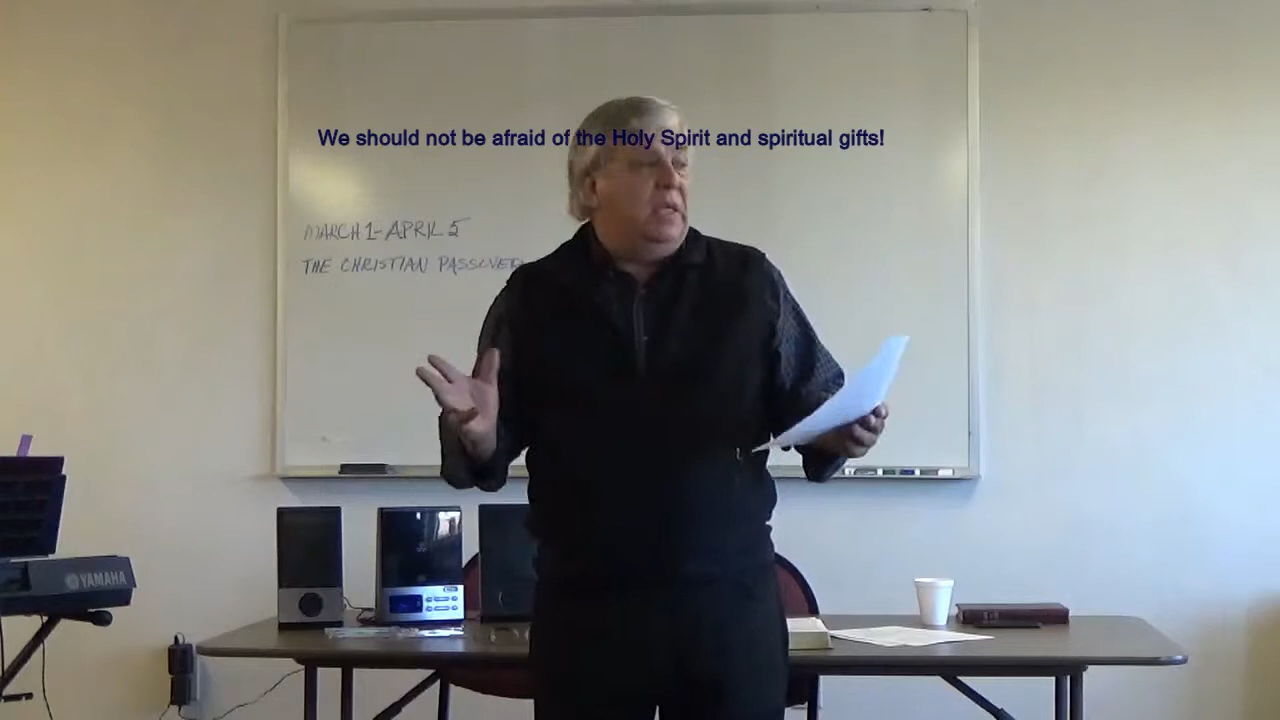 We should not be afraid of the Holy Spirit and spiritual gifts!
MARCH 1-APRIL 5
THE CHRISTIAN PASSOVER
YAMAHA